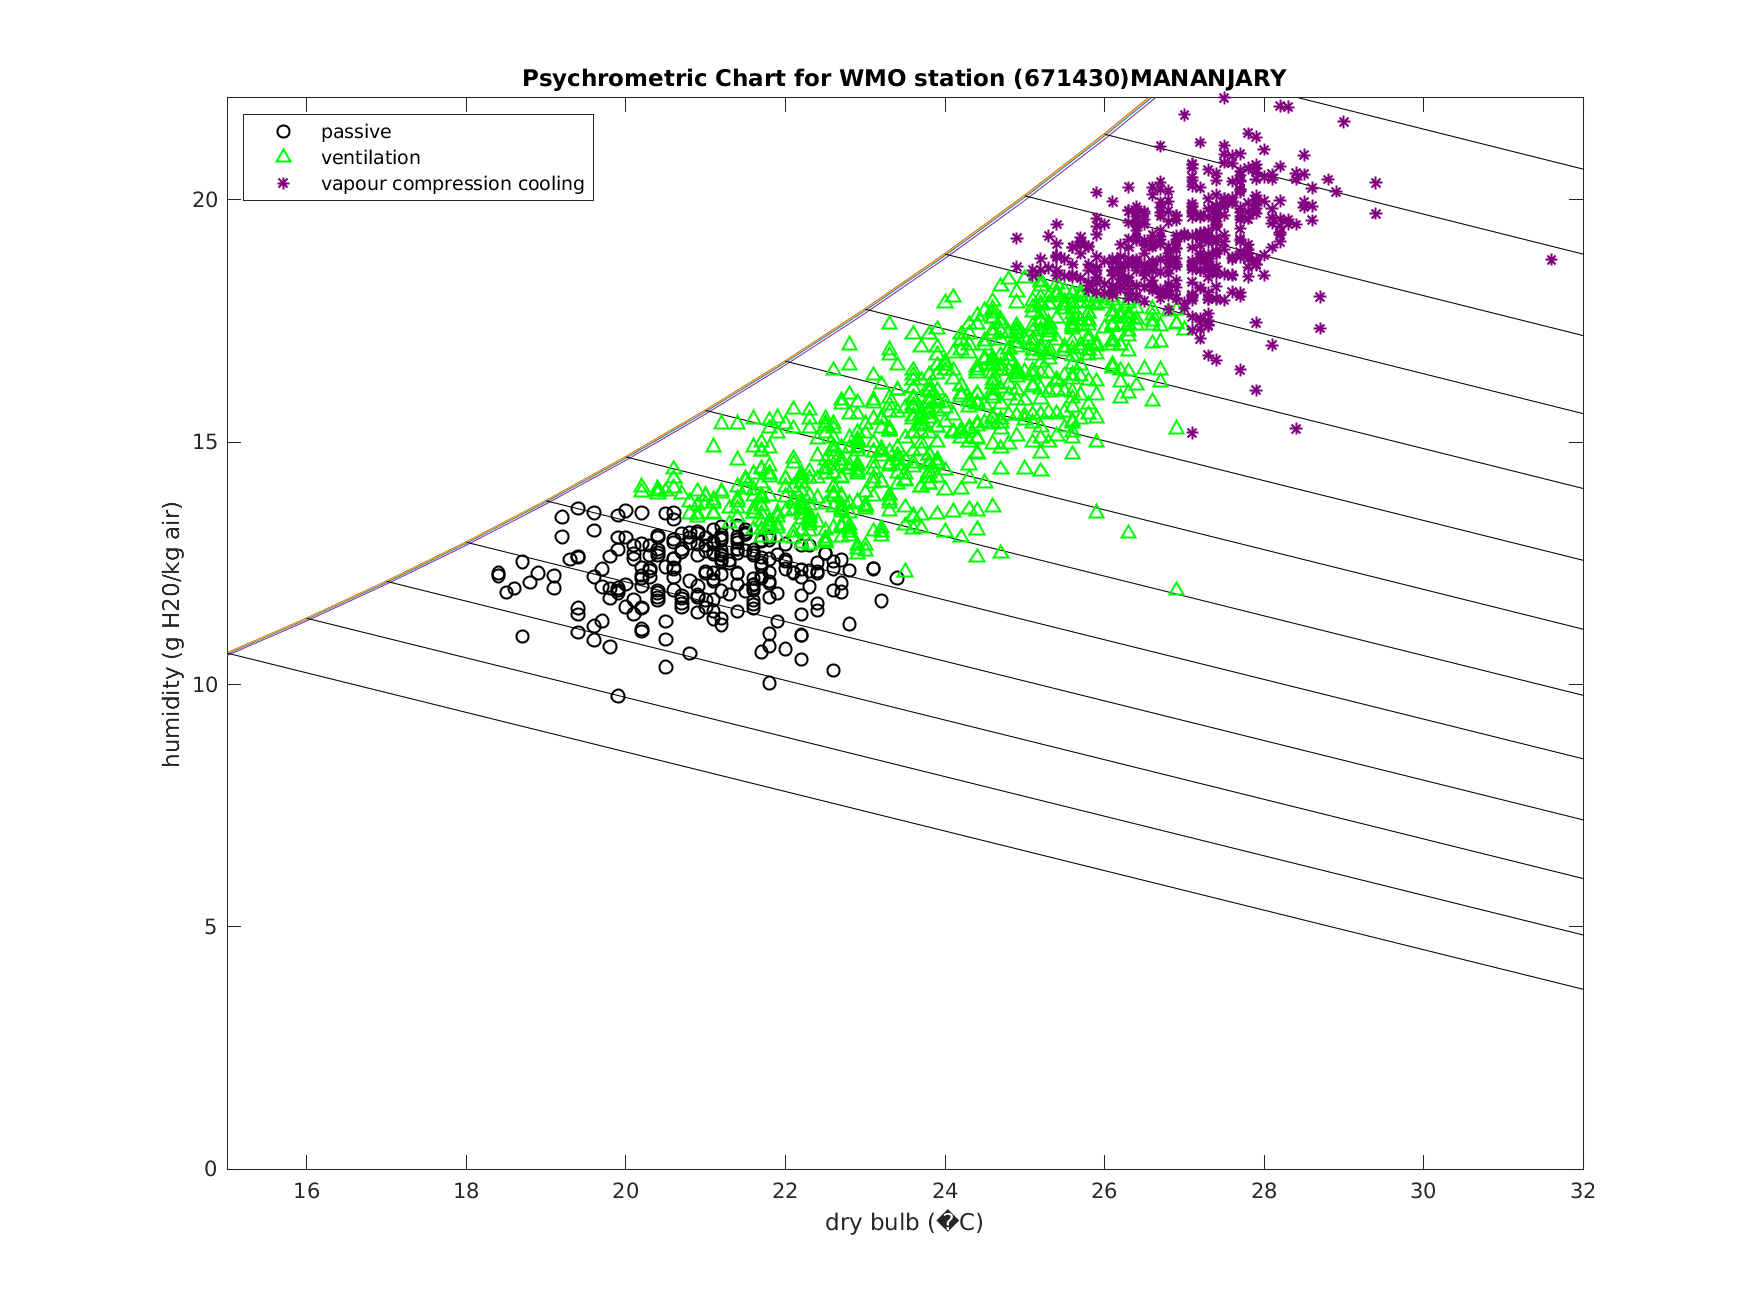 Psychrometric Chart for WMO station (671430)MANANJARY
passive
ventilation
vapour compression cooling
20
15
10
5
0
humidity (g H20/kg air)
16 18 20 22 24 26 28 30 32
dry bulb (�C)